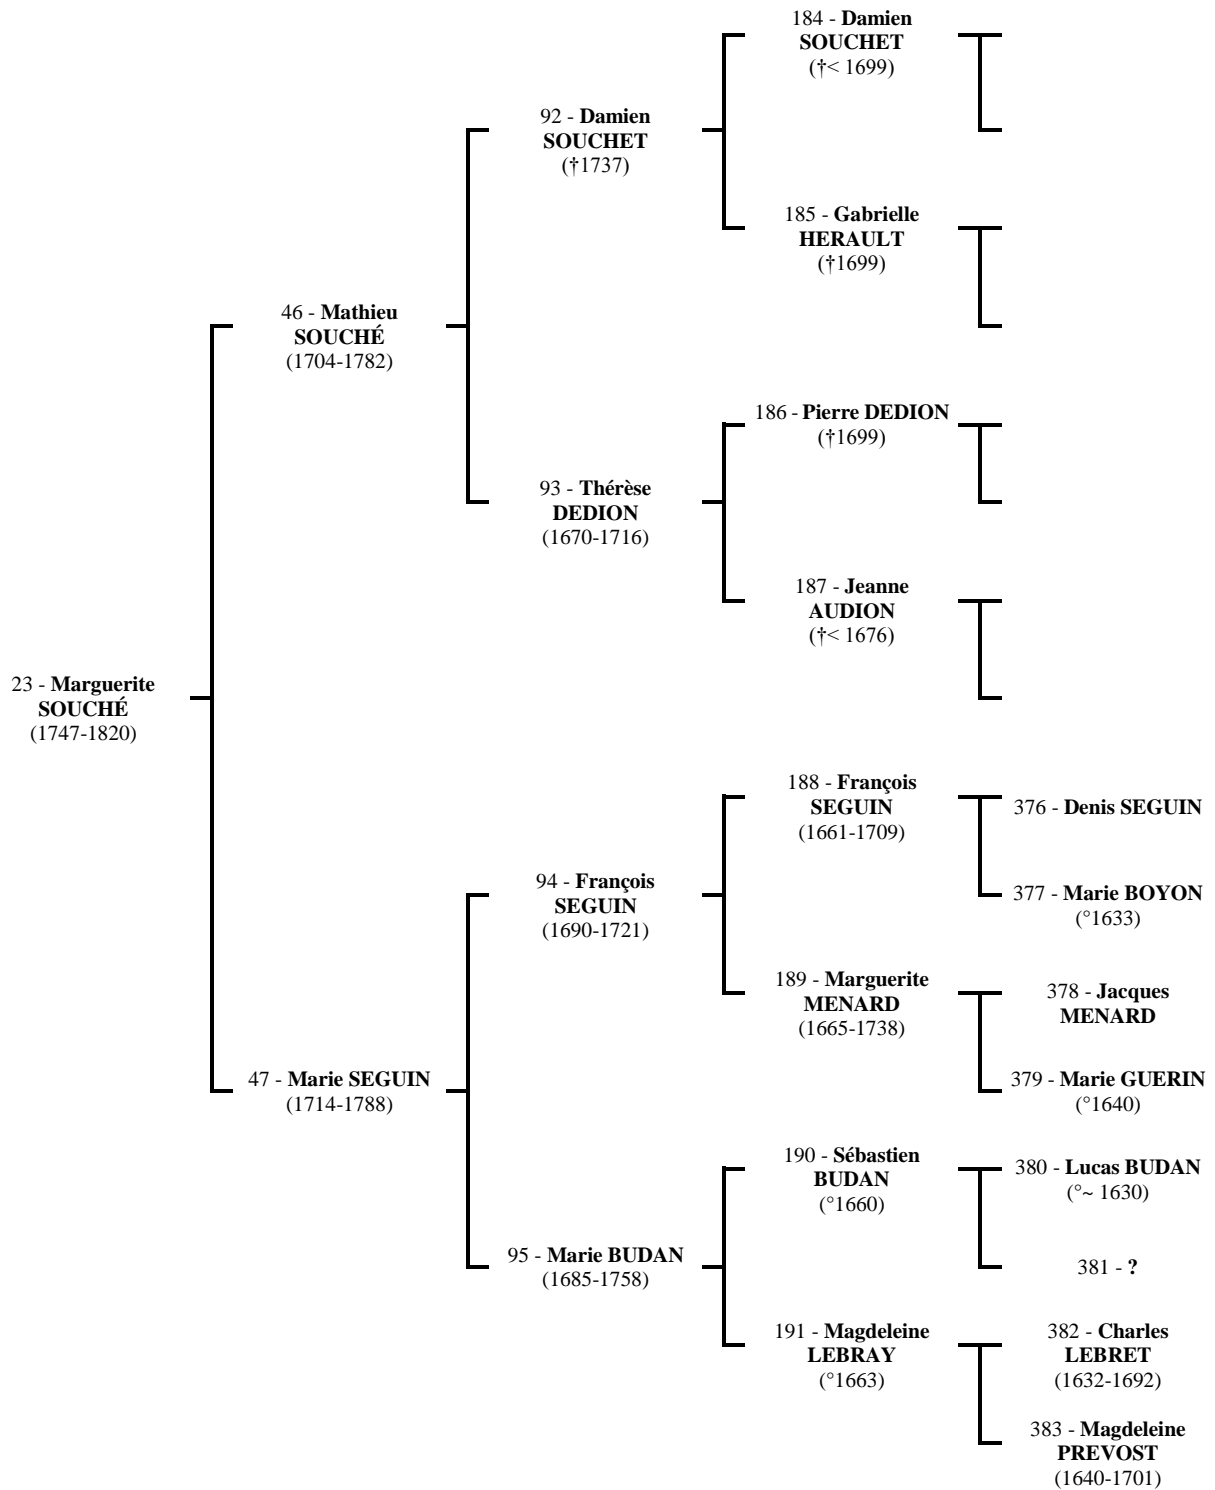 184 - Damien
SOUCHET
(†< 1699)
92 - Damien
SOUCHET
(†1737)
185 - Gabrielle
HERAULT
(†1699)
46 - Mathieu
SOUCHÉ
(1704-1782)
186 - Pierre DEDION
(†1699)
93 - Thérèse
DEDION
(1670-1716)
187 - Jeanne
AUDION
(†< 1676)
23 - Marguerite
SOUCHÉ
(1747-1820)
188 - François
SEGUIN
(1661-1709)
376 - Denis SEGUIN
94 - François
SEGUIN
(1690-1721)
377 - Marie BOYON
(°1633)
189 - Marguerite
MENARD
(1665-1738)
378 - Jacques
MENARD
47 - Marie SEGUIN
(1714-1788)
379 - Marie GUERIN
(°1640)
190 - Sébastien
BUDAN
(°1660)
380 - Lucas BUDAN
(°~ 1630)
95 - Marie BUDAN
(1685-1758)
381 - ?
191 - Magdeleine
LEBRAY
(°1663)
382 - Charles
LEBRET
(1632-1692)
383 - Magdeleine
PREVOST
(1640-1701)